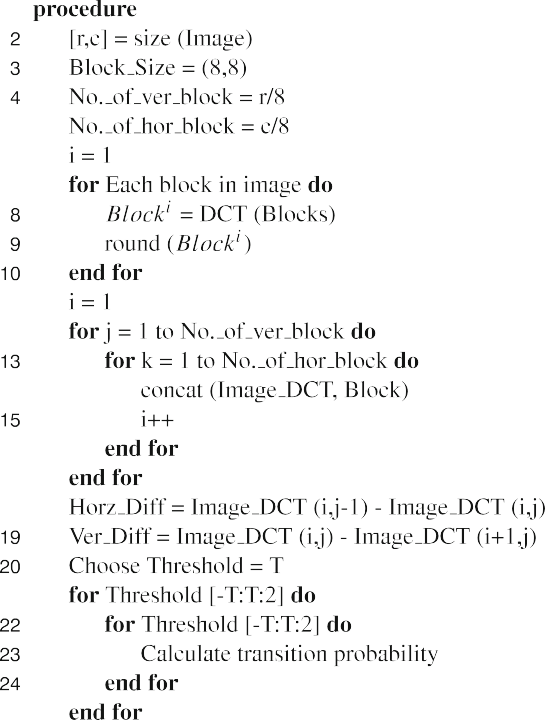 procedure
2 [r,c] = size (Image)
3 Block_Size = (8,8)
4 No._of_ver_block = r/8
No._of_hor_block = c/8
i = 1
for Each block in image do
8 Block^i = DCT (Blocks)
9 round (Block^i)
10 end for
i = 1
for j = 1 to No._of_ver_block do
13 for k = 1 to No._of_hor_block do
concat (Image_DCT, Block)
15 i++
end for
end for
Horz_Diff = Image_DCT (i,j-1) - Image_DCT (i,j)
19 Ver_Diff = Image_DCT (i,j) - Image_DCT (i+1,j)
20 Choose Threshold = T
for Threshold [-T:T:2] do
22 for Threshold [-T:T:2] do
23 Calculate transition probability
24 end for
end for